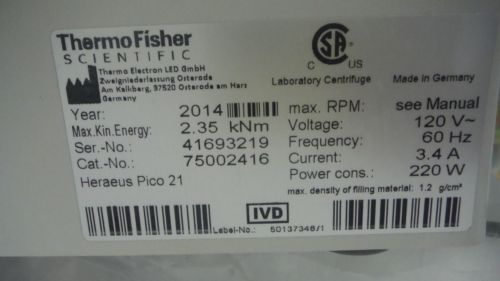 Thermo Fisher
SCIENTIFIC
Thermo Electron LED GmbH
Zweigniederlassung Osterode
Am Kalkberg, 37520 Osterode am Harz
Germany
C US
Laboratory Centrifuge
Made in Germany
Year: 2014
Max.Kin.Energy: 2.35 kNm
Ser.-No.: 41693219
Cat.-No.: 75002416
Heraeus Pico 21
max. RPM: see Manual
Voltage: 120 V~
Frequency: 60 Hz
Current: 3.4 A
Power cons.: 220 W
max. density of filling material: 1.2 g/cm³
IVD
Label-No.: 50137346/1